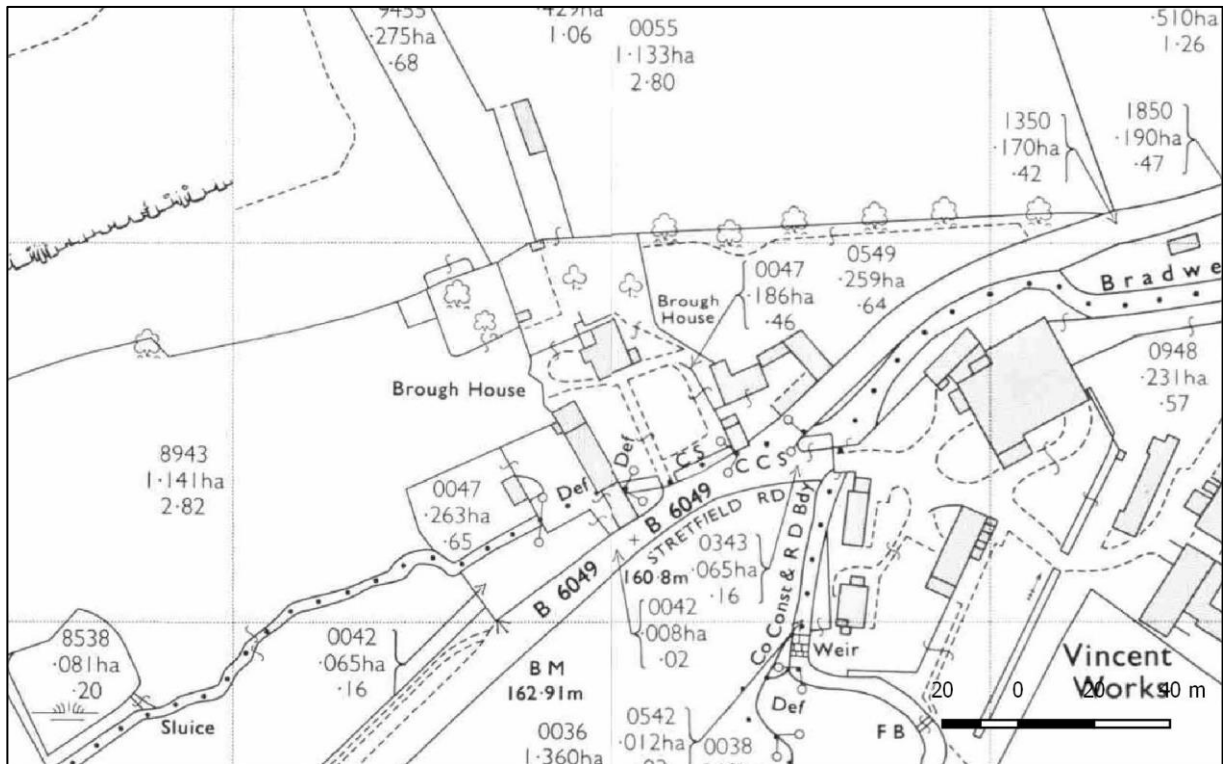 9455
·275ha
·68
·429ha
1·06
0055
1·133ha
2·80
·510ha
1·26
1350
·170ha
·42
1850
·190ha
·47
0047
·186ha
·46
0549
·259ha
·64
Brough
House
Bradwe
0948
·231ha
·57
Brough House
8943
1·141ha
2·82
0047
·263ha
·65
Def
Def
C S
C C S
B 6049
STRETFIELD RD
B 6049
160·8m
0343
·065ha
·16
Co Const & R D Bdy
0042
·008ha
·02
0042
·065ha
·16
8538
·081ha
·20
Sluice
B M
162·91m
Weir
Def
Vincent
Works
20 0 20 40 m
F B
0036
1·360ha
0542
·012ha
0038